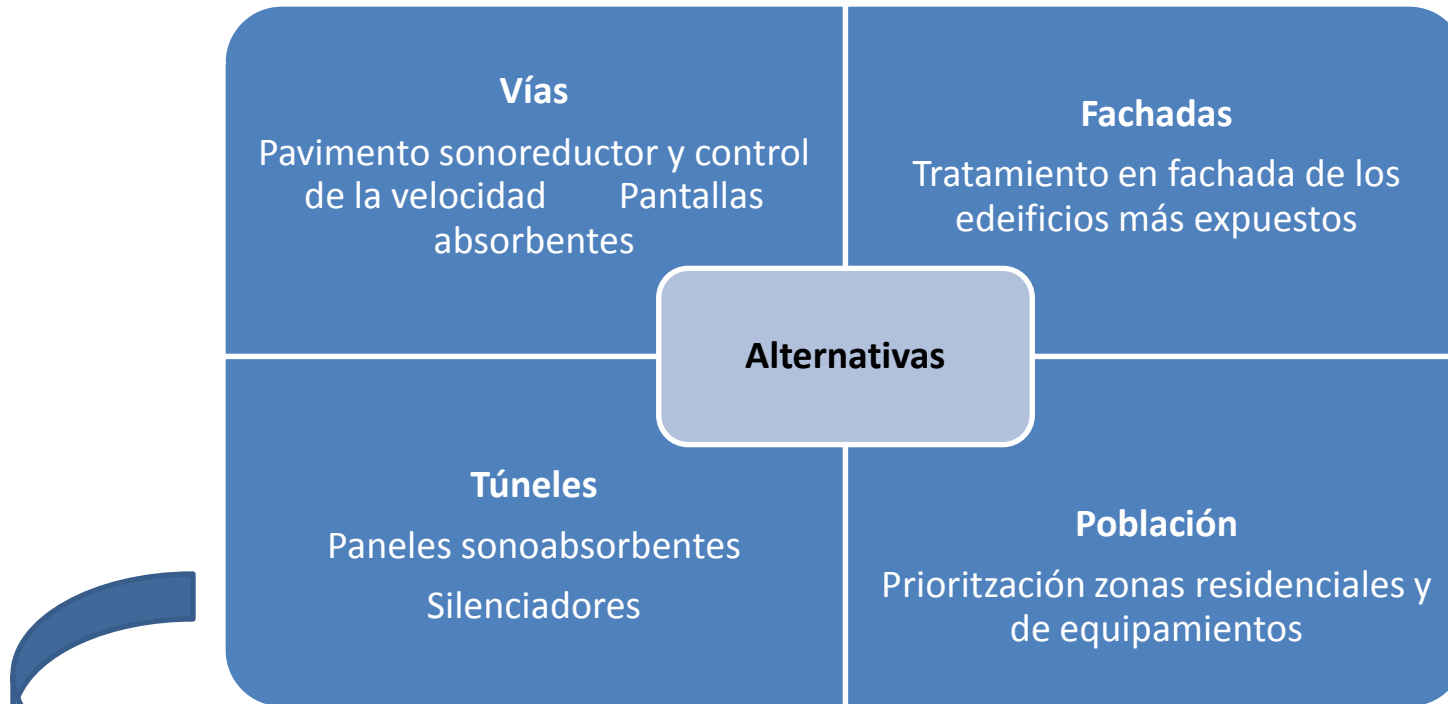 Vías
Pavimento sonoreductor y control
de la velocidad Pantallas
absorbentes
Fachadas
Tratamiento en fachada de los
edeificios más expuestos
Alternativas
Túneles
Paneles sonoabsorbentes
Silenciadores
Población
Prioritzación zonas residenciales y
de equipamientos